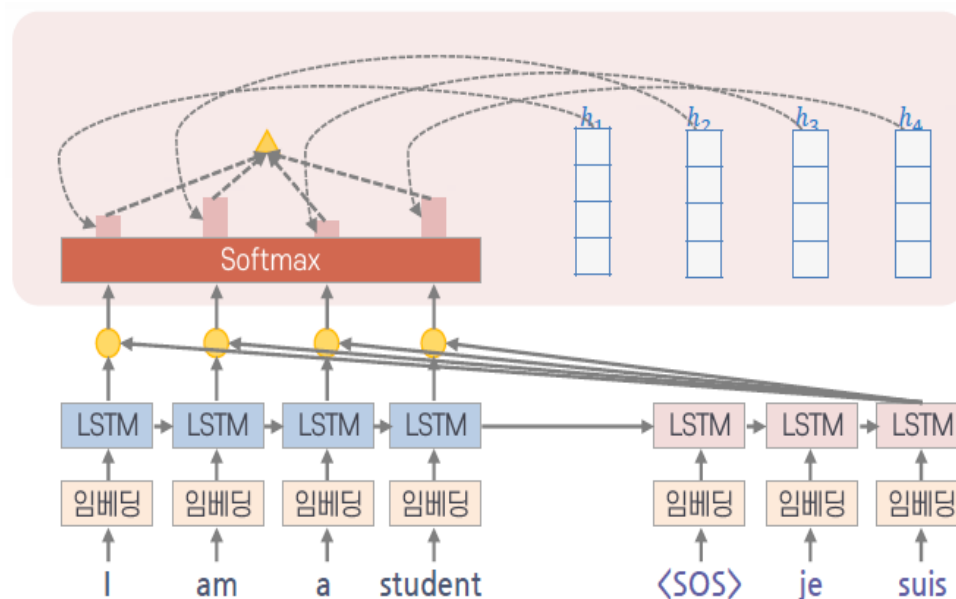 h₁ h₂ h₃ h₄
Softmax
LSTM LSTM LSTM LSTM LSTM LSTM LSTM
임베딩 임베딩 임베딩 임베딩 임베딩 임베딩 임베딩
I am a student 〈SOS〉 je suis